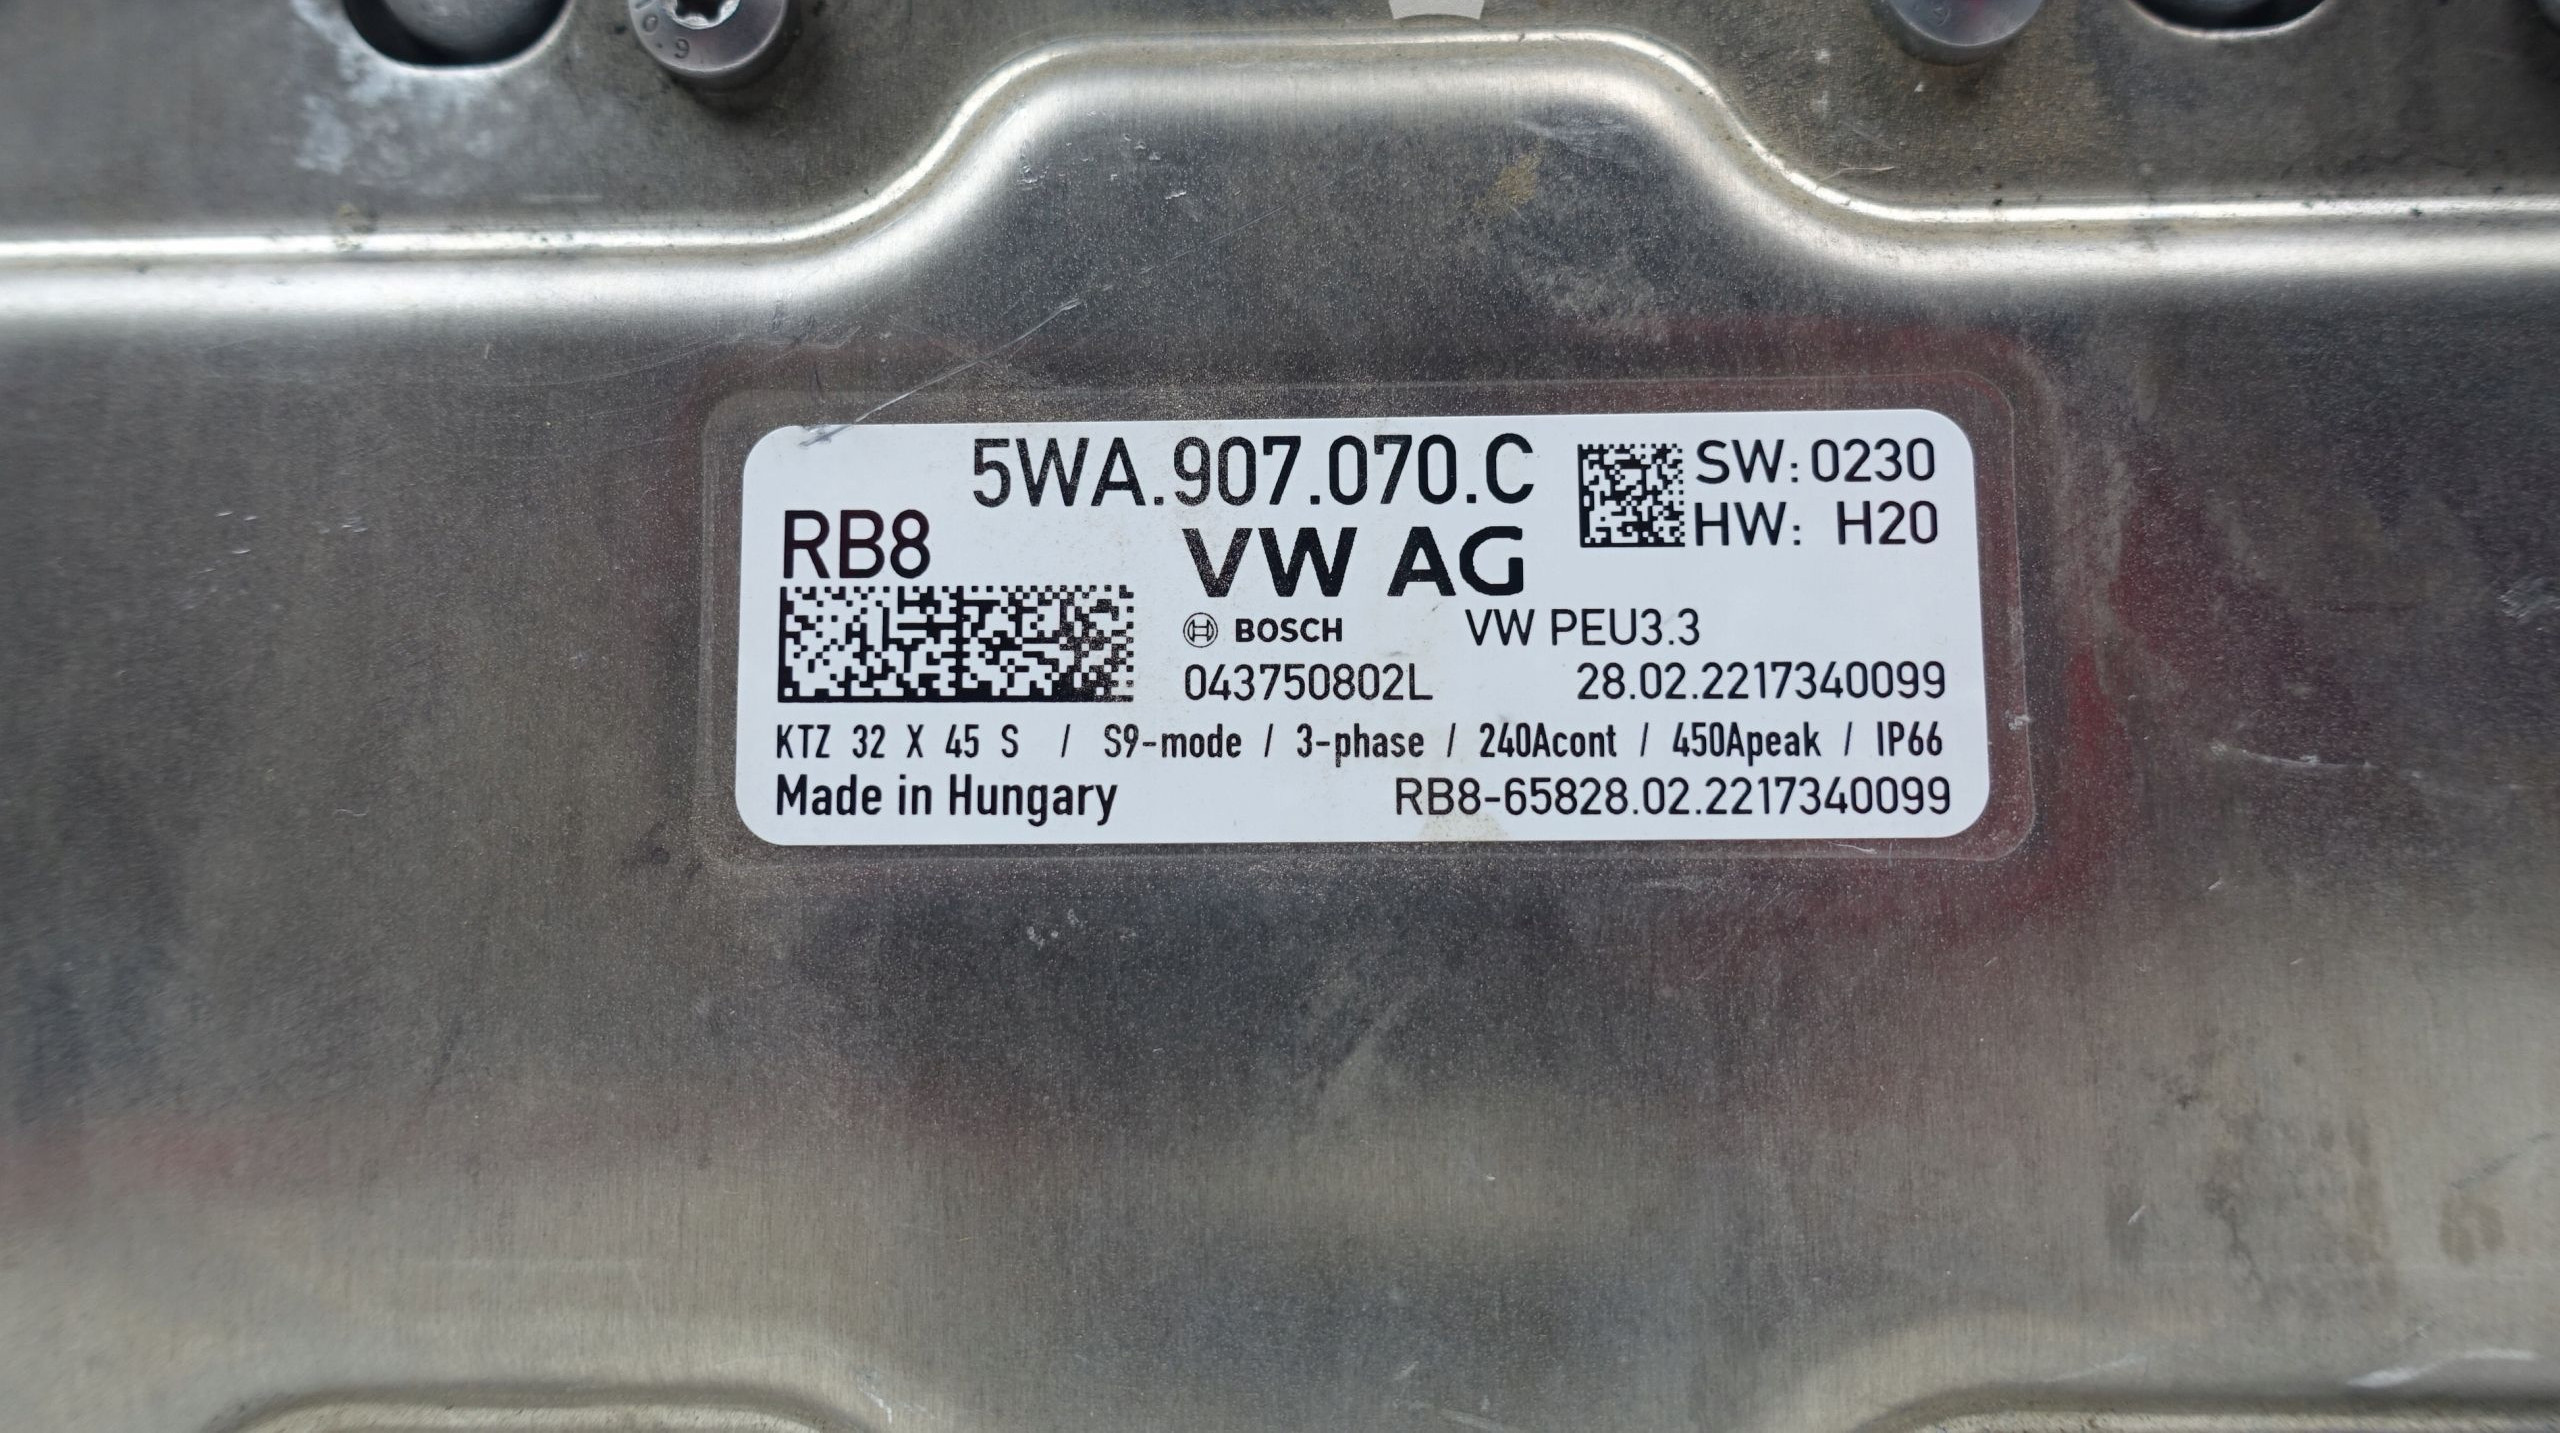 5WA.907.070.C
SW: 0230
HW: H20
RB8
VW AG
BOSCH VW PEU3.3
043750802L 28.02.2217340099
KTZ 32 X 45 S / S9-mode / 3-phase / 240Acont / 450Apeak / IP66
Made in Hungary RB8-65828.02.2217340099